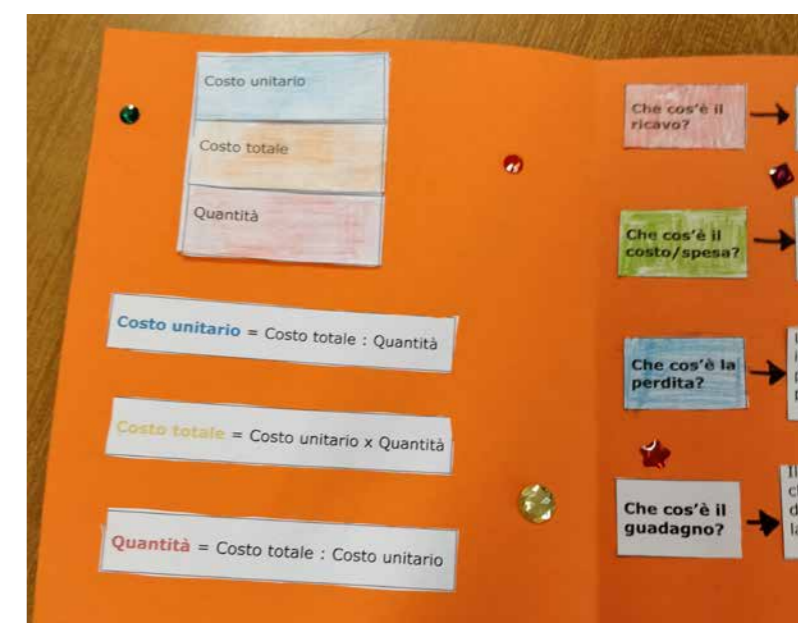 Costo unitario
Costo totale
Quantità
Costo unitario = Costo totale : Quantità
Costo totale = Costo unitario x Quantità
Quantità = Costo totale : Costo unitario
Che cos'è il
ricavo?
Che cos'è il
costo/spesa?
Che cos'è la
perdita?
Che cos'è il
guadagno?
Il